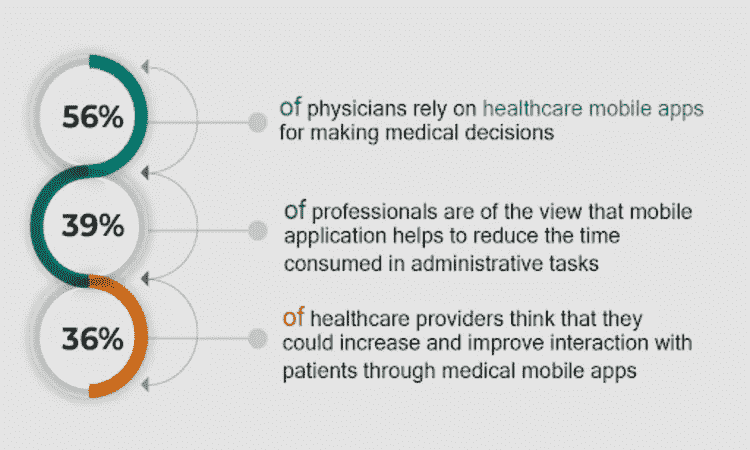 56%
of physicians rely on healthcare mobile apps
for making medical decisions
39%
of professionals are of the view that mobile
application helps to reduce the time
consumed in administrative tasks
36%
of healthcare providers think that they
could increase and improve interaction with
patients through medical mobile apps